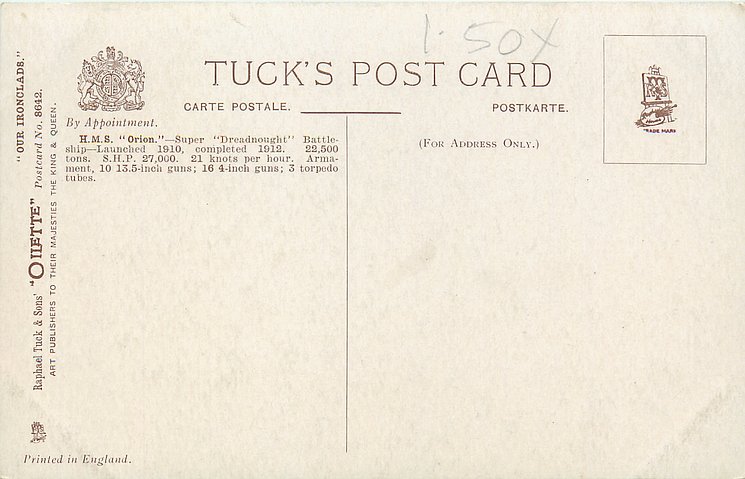 1.50x
TUCK'S POST CARD
CARTE POSTALE.
POSTKARTE.
By Appointment.
H.M.S. "Orion."—Super "Dreadnought" Battle-
ship—Launched 1910, completed 1912. 22,500
tons. S.H.P. 27,000. 21 knots per hour. Arma-
ment, 10 13.5-inch guns; 16 4-inch guns; 3 torpedo
tubes.
(FOR ADDRESS ONLY.)
TRADE MARK
"OUR IRONCLADS."
Raphael Tuck & Sons' "OILETTE" Postcard No. 8642.
ART PUBLISHERS TO THEIR MAJESTIES THE KING & QUEEN.
Printed in England.